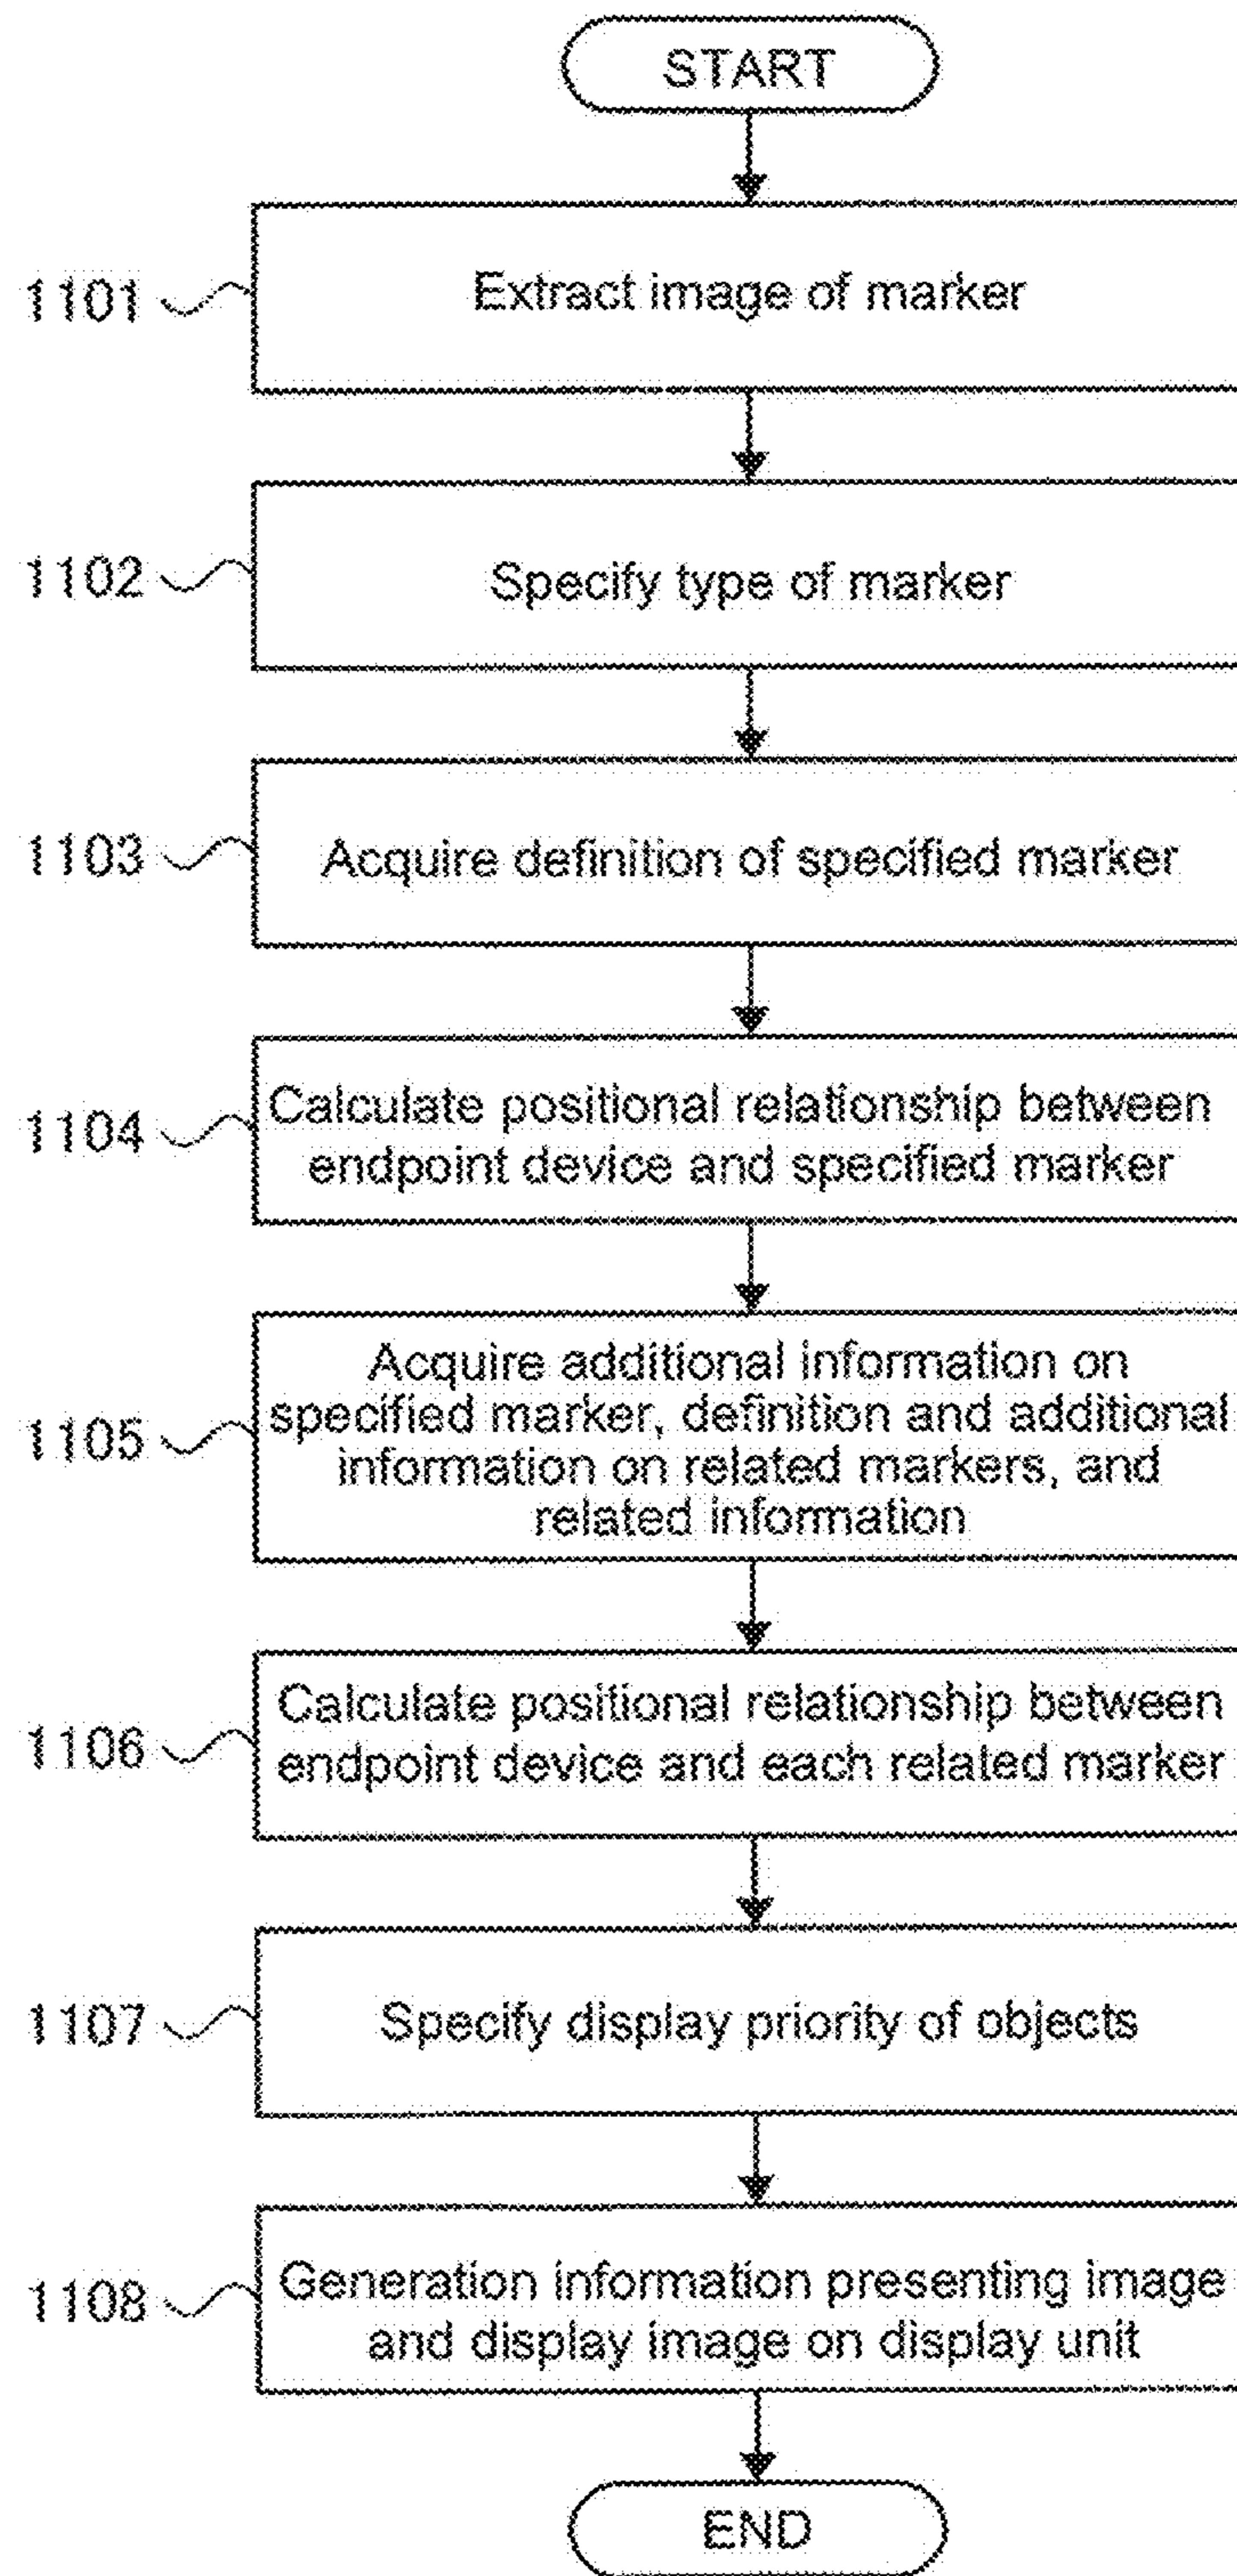 START
1101
Extract image of marker
1102
Specify type of marker
1103
Acquire definition of specified marker
1104
Calculate positional relationship between
endpoint device and specified marker
1105
Acquire additional information on
specified marker, definition and additional
information on related markers, and
related information
1106
Calculate positional relationship between
endpoint device and each related marker
1107
Specify display priority of objects
1108
Generation information presenting image
and display image on display unit
END